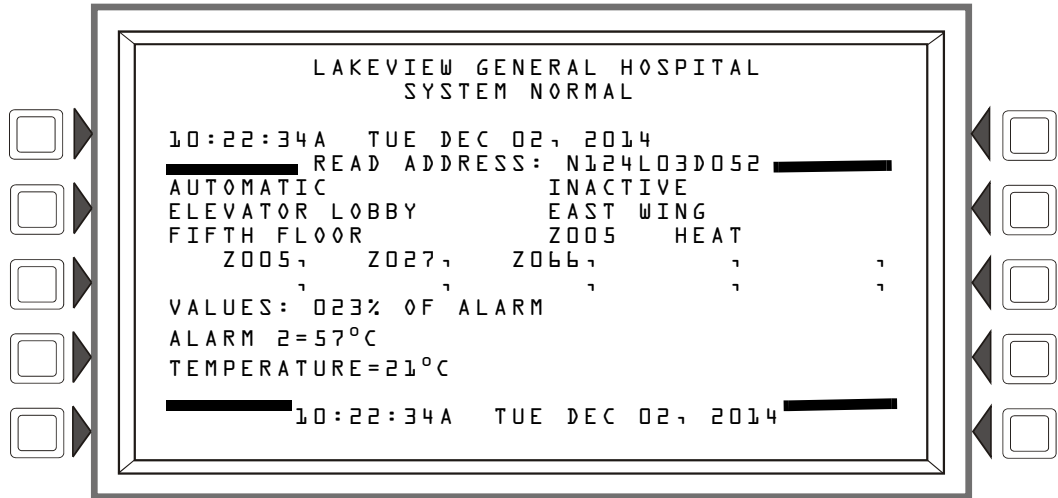 LAKEVIEW GENERAL HOSPITAL
SYSTEM NORMAL
10:22:34A TUE DEC 02, 2014
READ ADDRESS: N124L03D052
AUTOMATIC INACTIVE
ELEVATOR LOBBY EAST WING
FIFTH FLOOR Z005 HEAT
Z005, Z027, Z066, , ,
, , , , ,
VALUES: 023% OF ALARM
ALARM 2=57°C
TEMPERATURE=21°C
10:22:34A TUE DEC 02, 2014